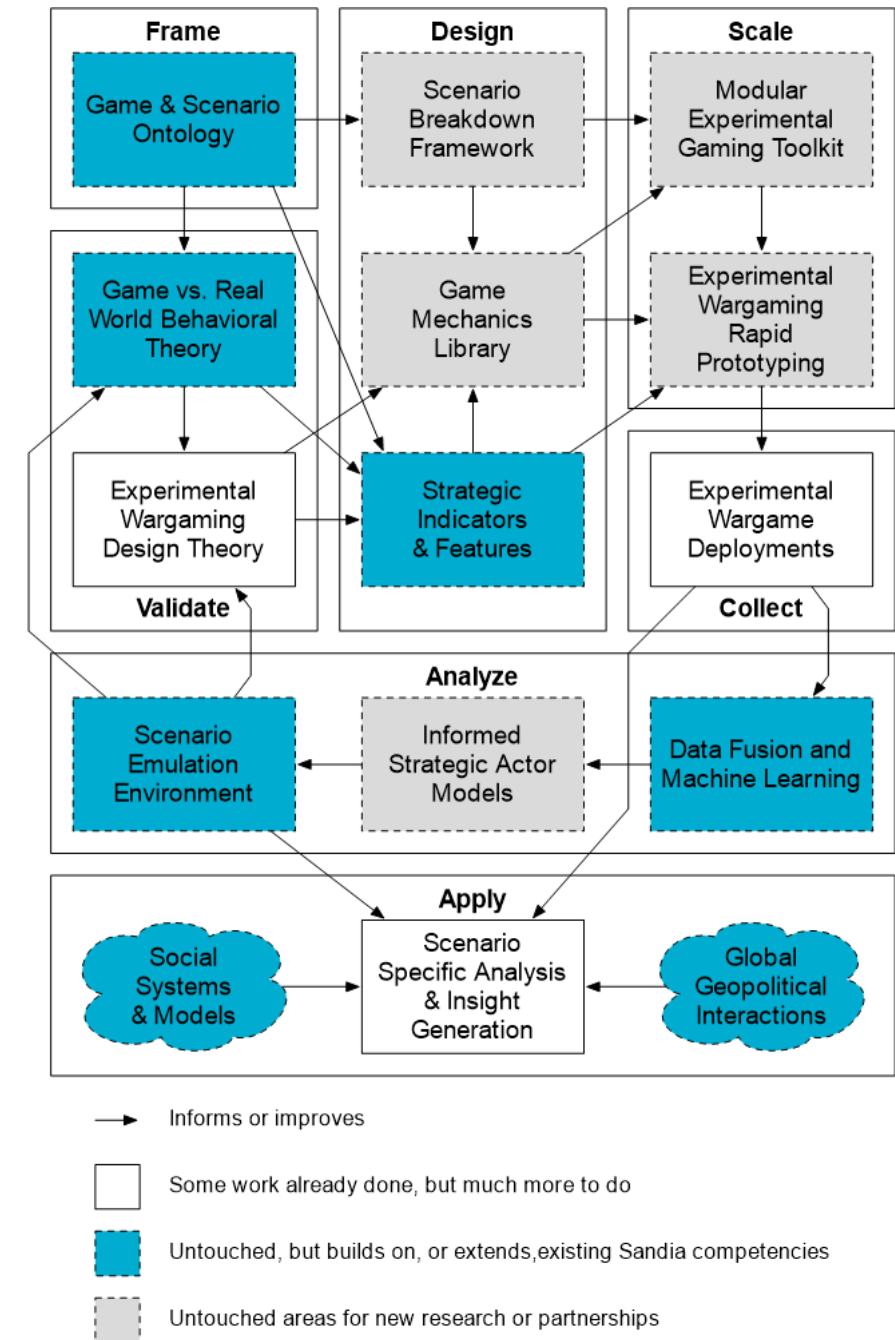 Frame
Game & Scenario
Ontology
Design
Scenario
Breakdown
Framework
Scale
Modular
Experimental
Gaming Toolkit
Game vs. Real
World Behavioral
Theory
Game
Mechanics
Library
Experimental
Wargaming
Rapid
Prototyping
Experimental
Wargaming
Design Theory
Validate
Strategic
Indicators
& Features
Experimental
Wargame
Deployments
Collect
Analyze
Scenario
Emulation
Environment
Informed
Strategic Actor
Models
Data Fusion and
Machine Learning
Apply
Social
Systems
& Models
Scenario
Specific Analysis
& Insight
Generation
Global
Geopolitical
Interactions
Informs or improves
Some work already done, but much more to do
Untouched, but builds on, or extends,existing Sandia competencies
Untouched areas for new research or partnerships